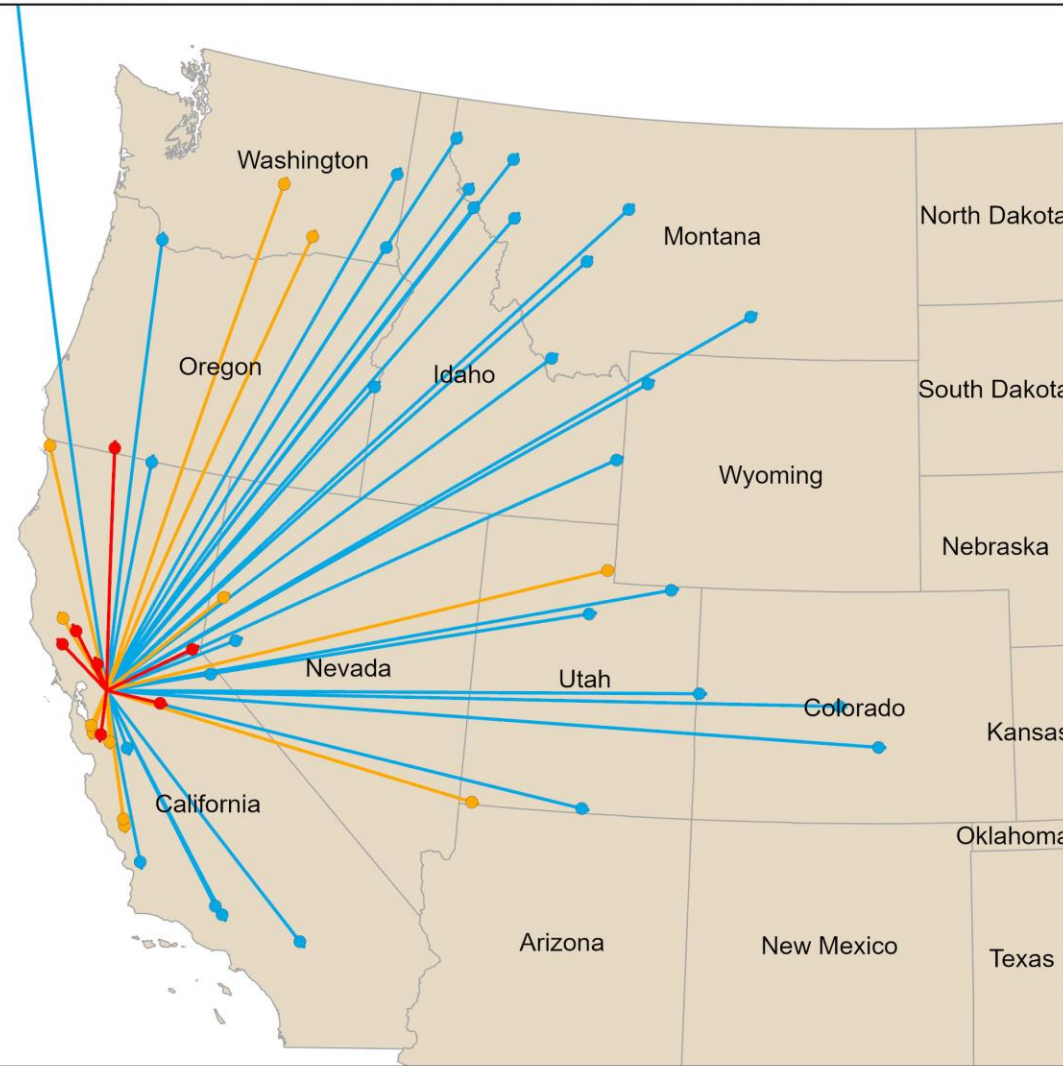 Washington
North Dakota
Montana
Oregon
Idaho
South Dakota
Wyoming
Nebraska
Nevada
Utah
Colorado
Kansas
California
Oklahoma
Arizona
New Mexico
Texas